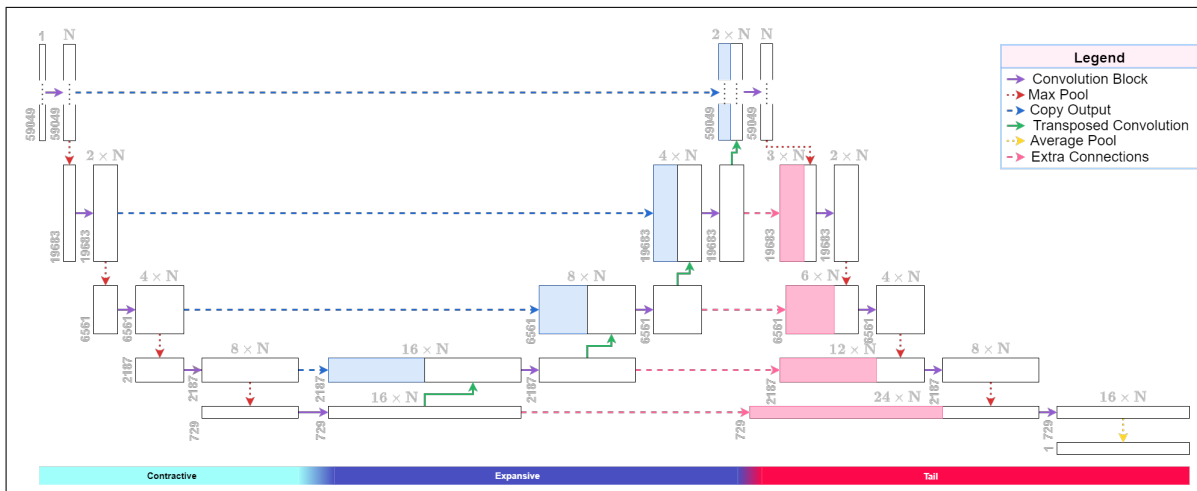 1 N 2 × N N
Legend
Convolution Block
Max Pool
Copy Output
Transposed Convolution
Average Pool
Extra Connections
59049 59049 59049 59049
2 × N 4 × N 3 × N 2 × N
19683 19683 19683 19683 19683 19683
4 × N 8 × N 6 × N 4 × N
6561 6561 6561 6561 6561 6561
8 × N 16 × N 12 × N 8 × N
2187 2187 2187 2187 2187
16 × N 24 × N 16 × N
729 729 729 729
1
Contractive Expansive Tail